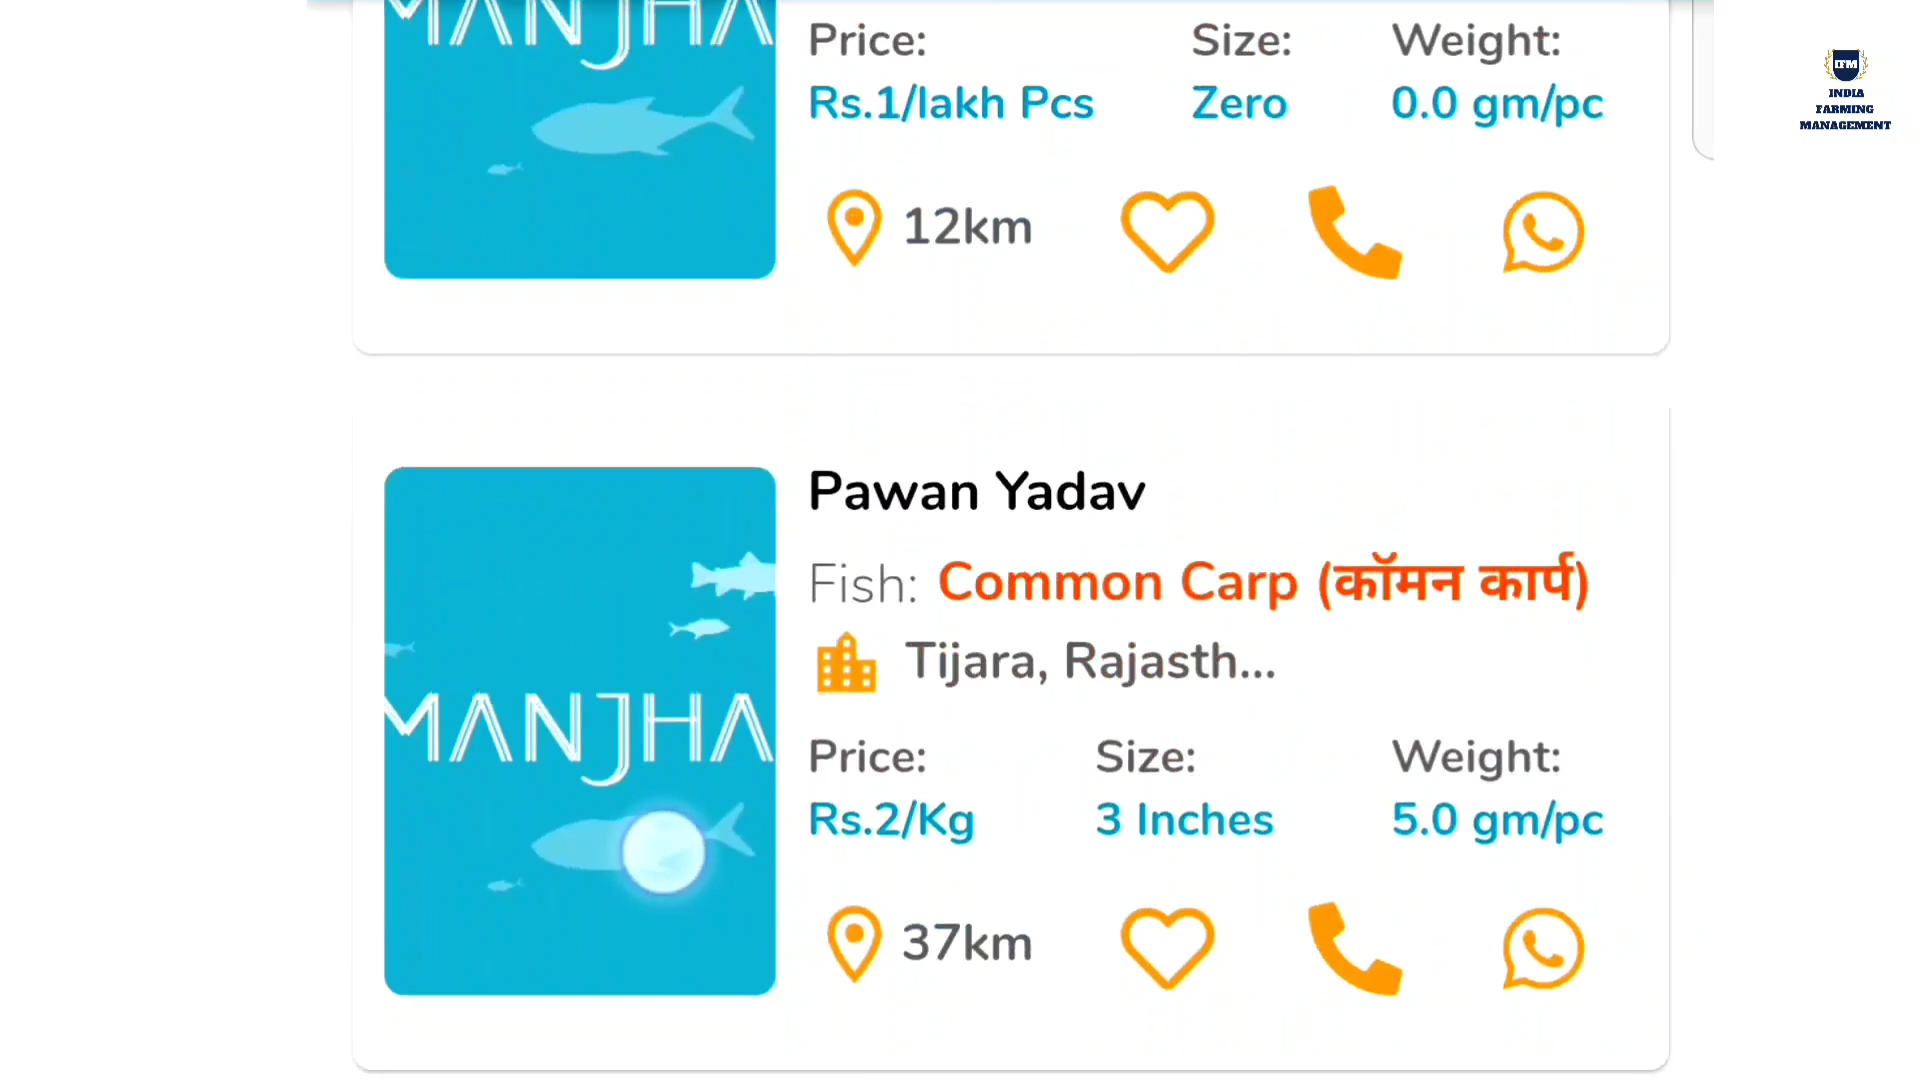 MANJHA
Price: Size: Weight:
Rs.1/lakh Pcs Zero 0.0 gm/pc
12km
IFM
INDIA
FARMING
MANAGEMENT
Pawan Yadav
Fish: Common Carp (कॉमन कार्प)
Tijara, Rajasth...
MANJHA
Price: Size: Weight:
Rs.2/Kg 3 Inches 5.0 gm/pc
37km